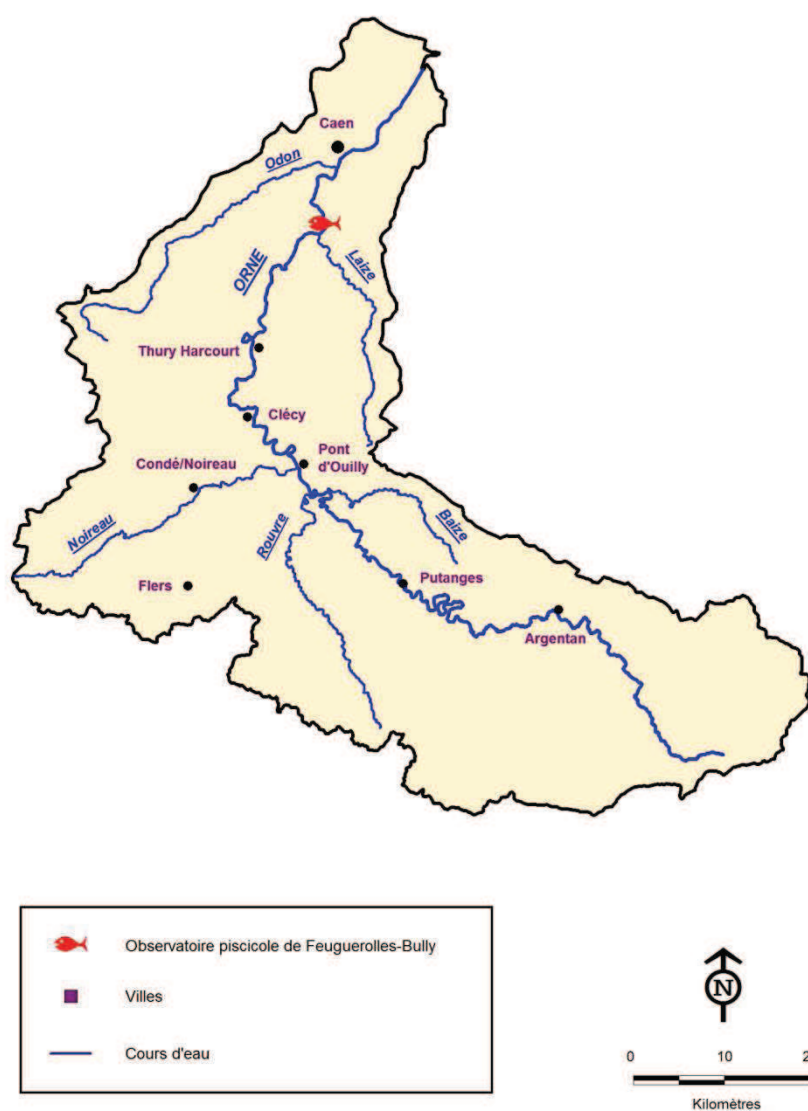 Caen
Odon
ORNE
Laize
Thury Harcourt
Clécy
Pont
d'Ouilly
Condé/Noireau
Noireau
Rouvre
Baize
Flers
Putanges
Argentan
Observatoire piscicole de Feuguerolles-Bully
Villes
Cours d'eau
N
0 10 2
Kilomètres